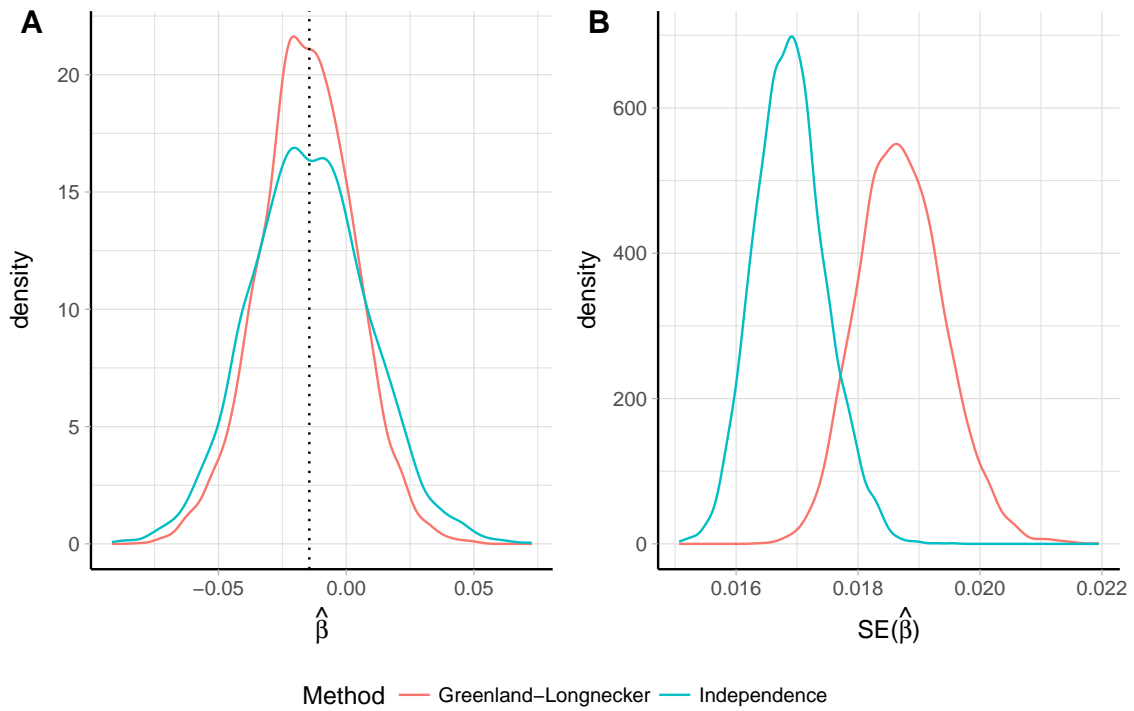 A
density
20
15
10
5
0
−0.05
0.00
0.05
β̂
B
density
600
400
200
0
0.016
0.018
0.020
0.022
SE(β̂)
Method Greenland−Longnecker Independence